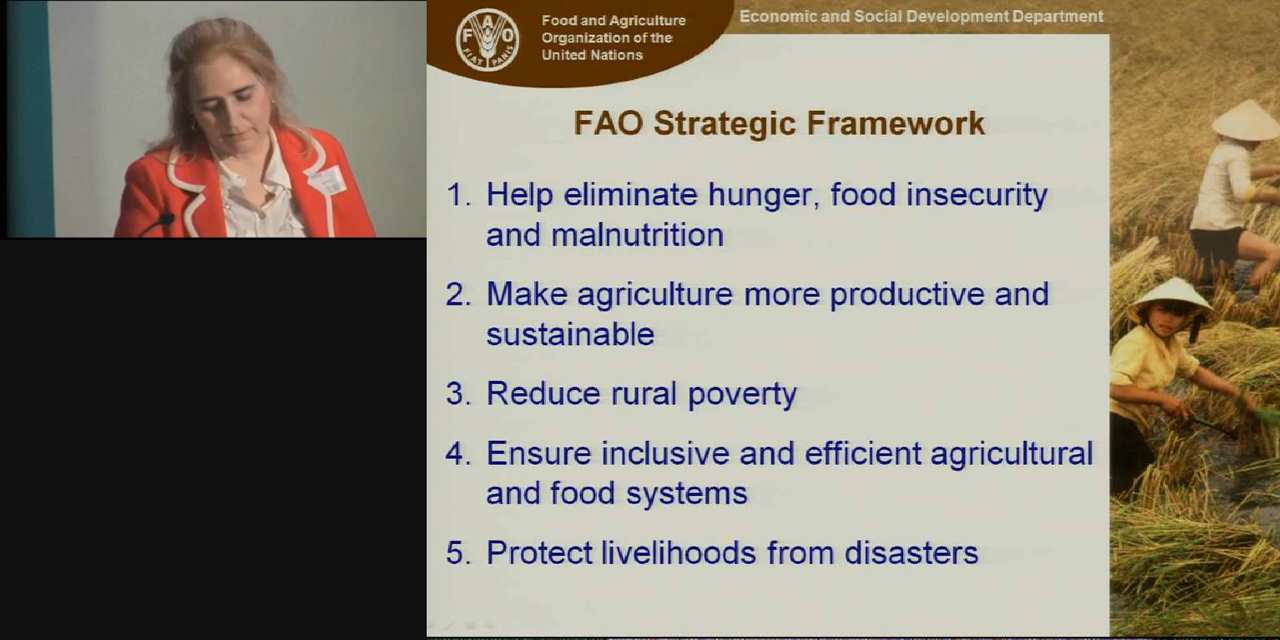 Food and Agriculture
Organization of the
United Nations
Economic and Social Development Department
F A O
FIAT PANIS
FAO Strategic Framework
1. Help eliminate hunger, food insecurity
and malnutrition
2. Make agriculture more productive and
sustainable
3. Reduce rural poverty
4. Ensure inclusive and efficient agricultural
and food systems
5. Protect livelihoods from disasters